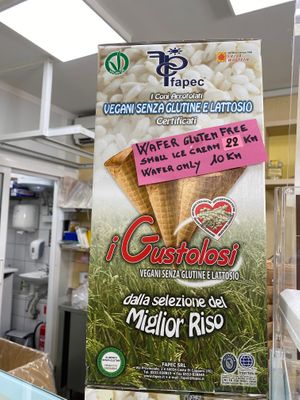 fapec®
I Coni Arrotolati
VEGANI SENZA GLUTINE E LATTOSIO
Certificati
WAFER GLUTEN FREE
SMALL ICE CREAM 22 KN
WAFER ONLY 10 KN
i Gustolosi
VEGANI SENZA GLUTINE E LATTOSIO
dalla selezione del
Miglior Riso
FAPEC SRL